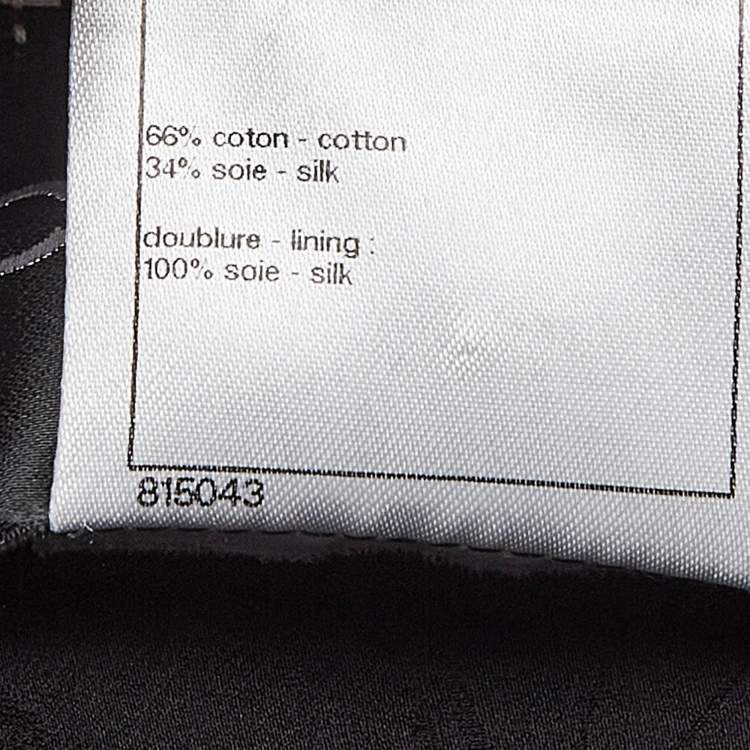 66% coton - cotton
34% soie - silk
doublure - lining :
100% soie - silk
815043